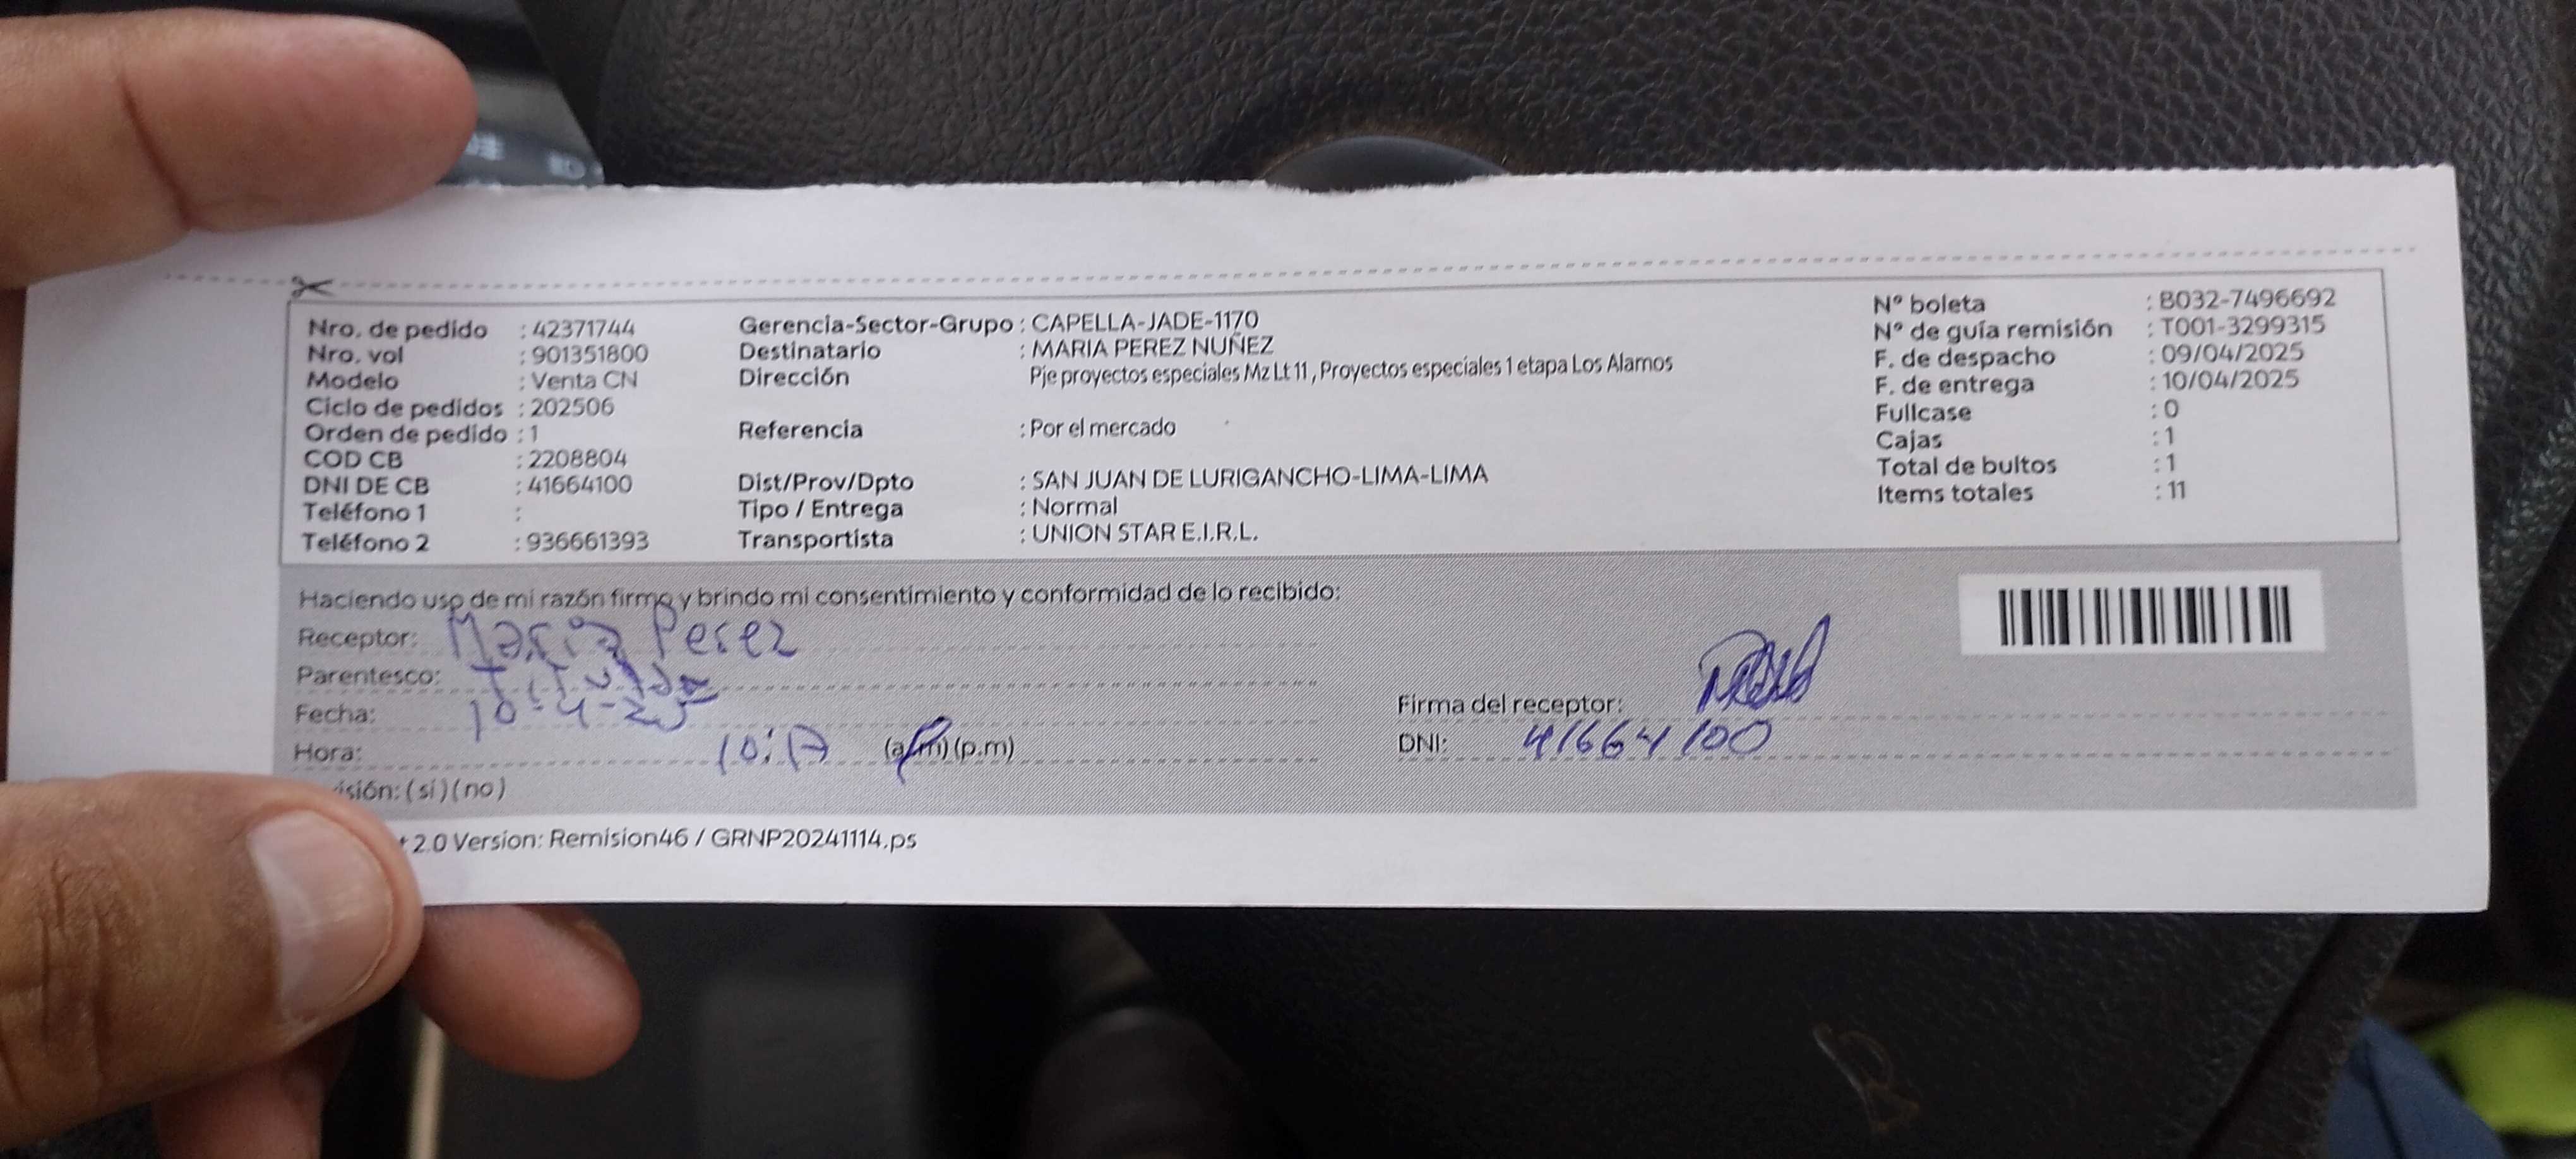 Nro. de pedido : 42371744 Gerencia-Sector-Grupo : CAPELLA-JADE-1170 N° boleta : B032-7496692
Nro. vol : 901351800 Destinatario : MARIA PEREZ NUÑEZ N° de guía remisión : T001-3299315
Modelo : Venta CN Dirección Pje proyectos especiales Mz Lt 11 , Proyectos especiales 1 etapa Los Alamos F. de despacho : 09/04/2025
Ciclo de pedidos : 202506 F. de entrega : 10/04/2025
Orden de pedido : 1 Referencia : Por el mercado Fullcase : 0
COD CB : 2208804 Cajas : 1
DNI DE CB : 41664100 Dist/Prov/Dpto : SAN JUAN DE LURIGANCHO-LIMA-LIMA Total de bultos : 1
Teléfono 1 : Tipo / Entrega : Normal Items totales : 11
Teléfono 2 : 936661393 Transportista : UNION STAR E.I.R.L.
Haciendo uso de mi razón firmo y brindo mi consentimiento y conformidad de lo recibido:
Receptor: Maria Perez
Parentesco: Titular
Fecha: 10-4-25 Firma del receptor:
Hora: 10:17 (a.m) (p.m) DNI: 41664100
isión: ( si ) ( no )
2.0 Version: Remision46 / GRNP20241114.ps